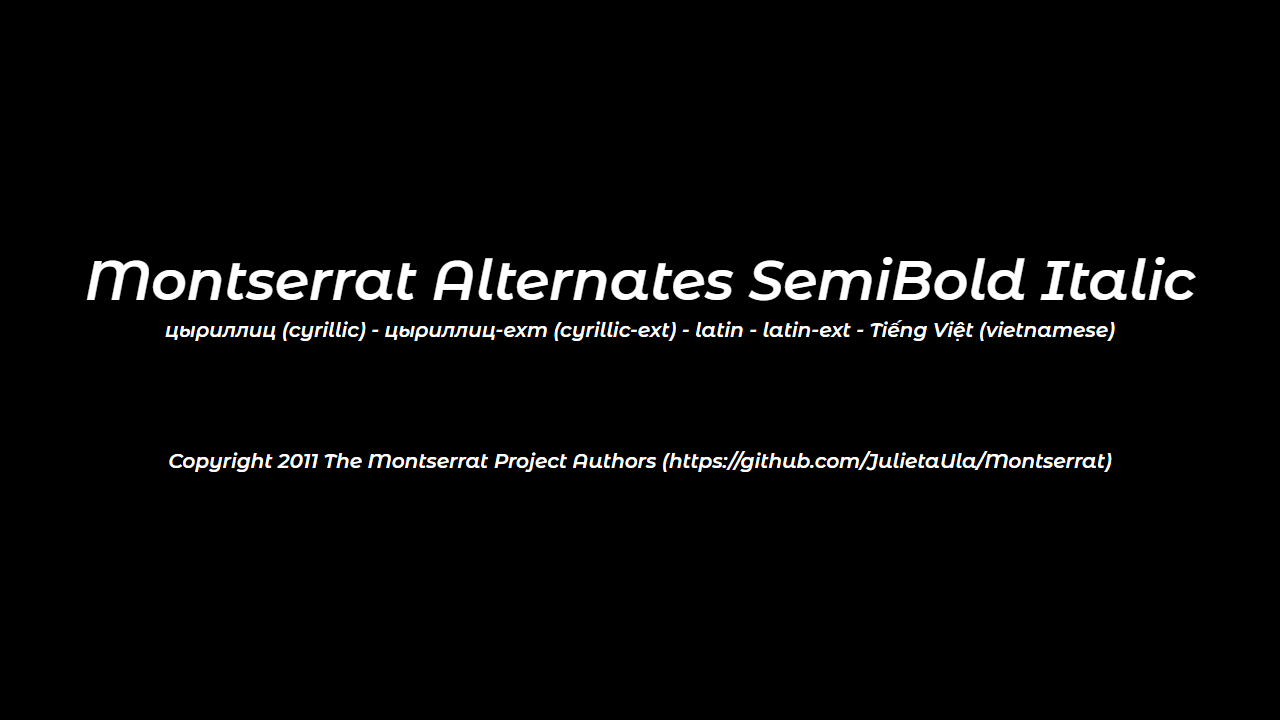 Montserrat Alternates SemiBold Italic
цыриллиц (cyrillic) - цыриллиц-ext (cyrillic-ext) - latin - latin-ext - Tiếng Việt (vietnamese)
Copyright 2011 The Montserrat Project Authors (https://github.com/JulietaUla/Montserrat)